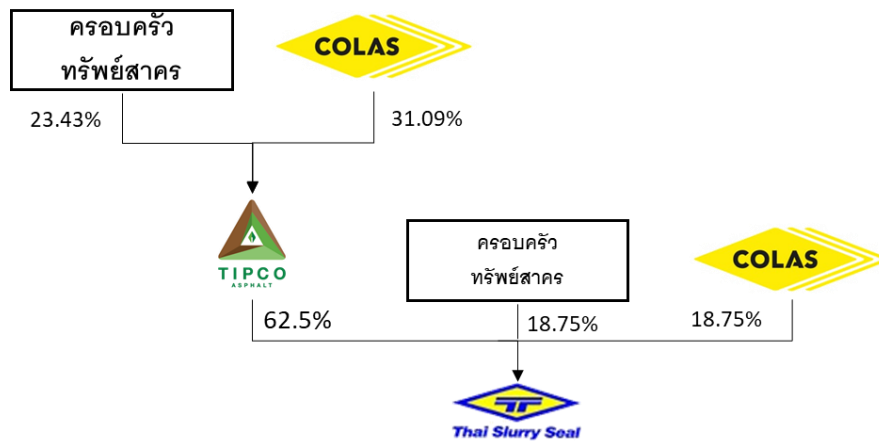 ครอบครัว
ทรัพย์สาคร
COLAS
23.43%
31.09%
TIPCO
ASPHALT
ครอบครัว
ทรัพย์สาคร
COLAS
62.5%
18.75%
18.75%
Thai Slurry Seal